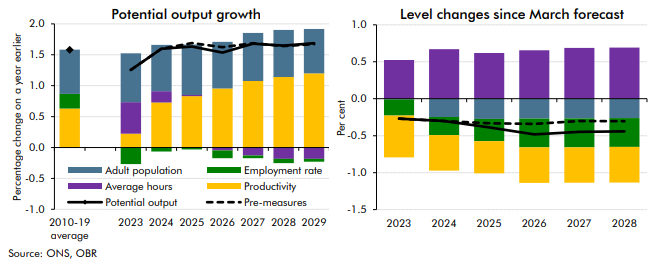 Potential output growth
Percentage change on a year earlier
2.0
1.5
1.0
0.5
0.0
-0.5
-1.0
Adult population
Employment rate
Average hours
Productivity
Potential output
Pre-measures
2010-19 2023 2024 2025 2026 2027 2028 2029
average
Level changes since March forecast
Per cent
1.0
0.5
0.0
-0.5
-1.0
-1.5
2023 2024 2025 2026 2027 2028
Source: ONS, OBR